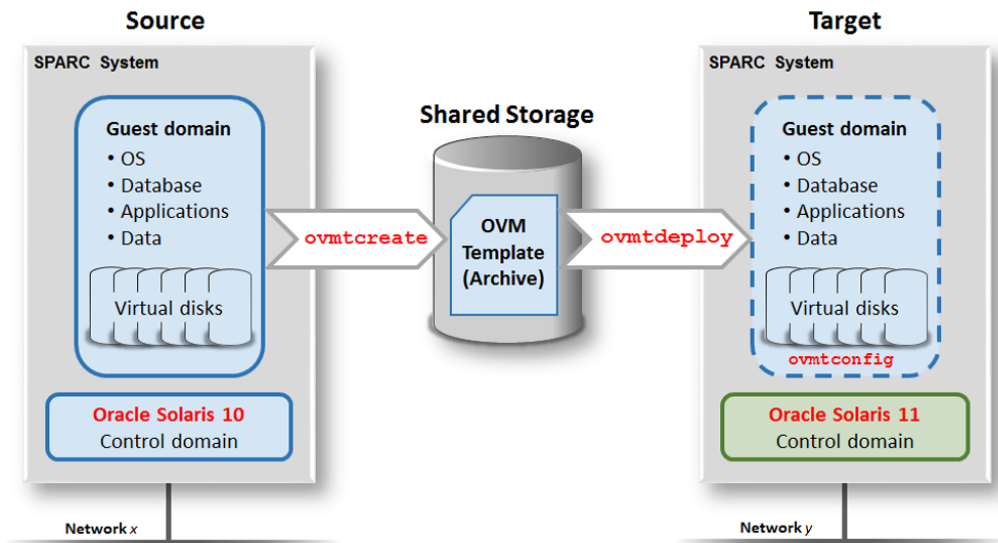 Source
SPARC System
Guest domain
• OS
• Database
• Applications
• Data
Virtual disks
Oracle Solaris 10
Control domain
Network x
ovmtcreate
Shared Storage
OVM
Template
(Archive)
ovmtdeploy
Target
SPARC System
Guest domain
• OS
• Database
• Applications
• Data
Virtual disks
ovmtconfig
Oracle Solaris 11
Control domain
Network y